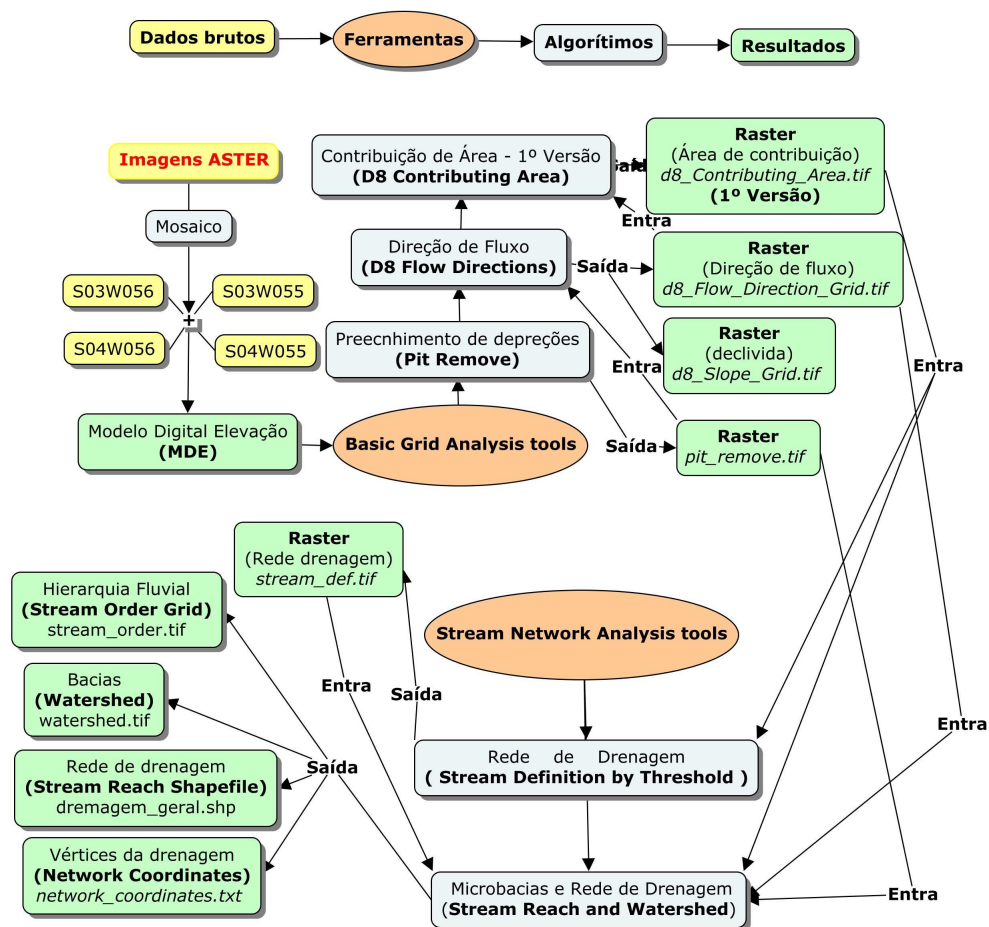 Dados brutos
Ferramentas
Algorítimos
Resultados
Imagens ASTER
Mosaico
S03W056
S03W055
+
S04W056
S04W055
Modelo Digital Elevação
(MDE)
Basic Grid Analysis tools
Preecnhimento de depreções
(Pit Remove)
Direção de Fluxo
(D8 Flow Directions)
Contribuição de Área - 1º Versão
(D8 Contributing Area)
Saída
Raster
(Área de contribuição)
d8_Contributing_Area.tif
(1º Versão)
Entra
Saída
Raster
(Direção de fluxo)
d8_Flow_Direction_Grid.tif
Raster
(declivida)
d8_Slope_Grid.tif
Entra
Entra
Saída
Raster
pit_remove.tif
Raster
(Rede drenagem)
stream_def.tif
Hierarquia Fluvial
(Stream Order Grid)
stream_order.tif
Stream Network Analysis tools
Entra
Saída
Bacias
(Watershed)
watershed.tif
Entra
Rede de Drenagem
( Stream Definition by Threshold )
Saída
Rede de drenagem
(Stream Reach Shapefile)
dremagem_geral.shp
Vértices da drenagem
(Network Coordinates)
network_coordinates.txt
Microbacias e Rede de Drenagem
(Stream Reach and Watershed)
Entra